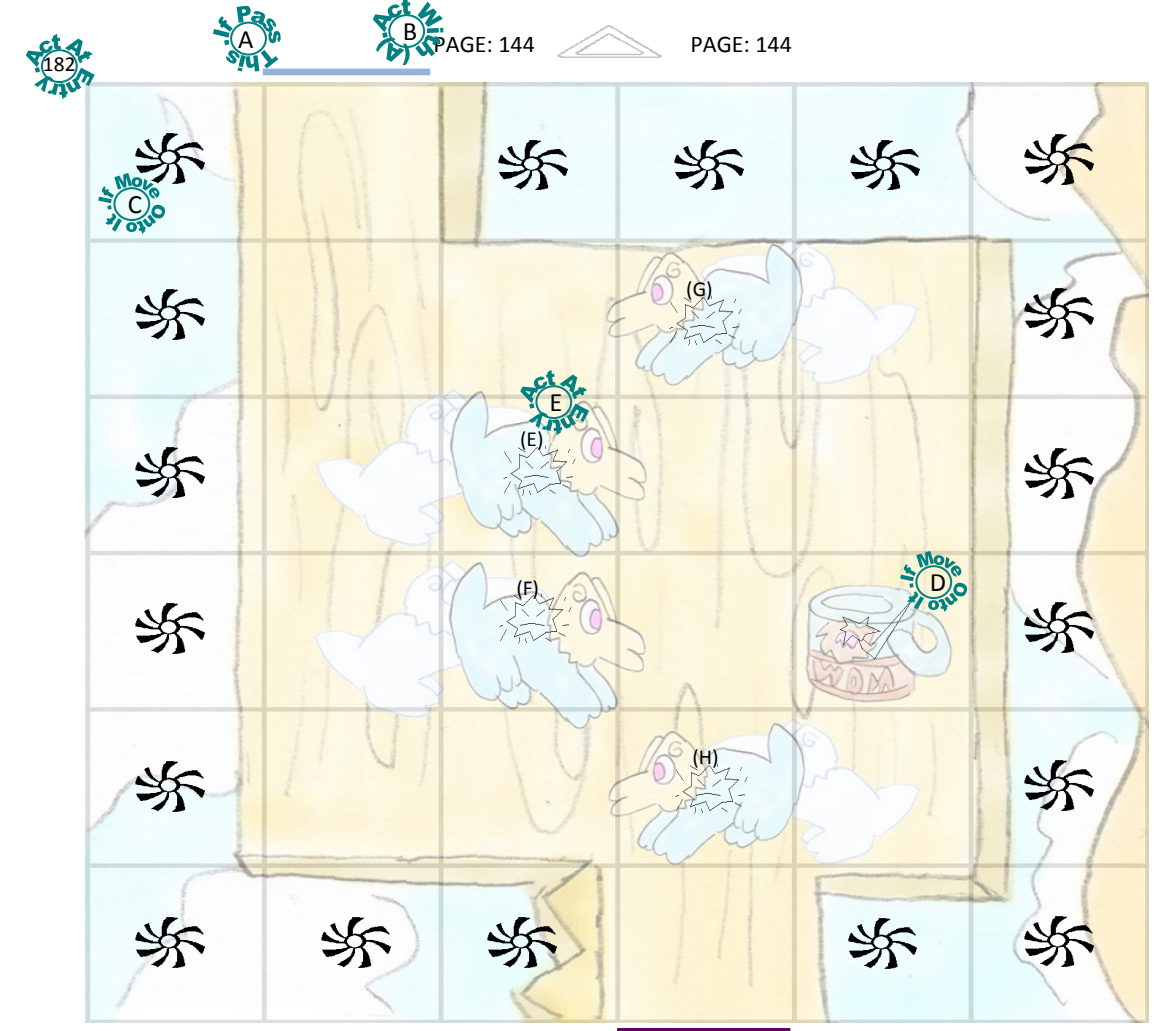 If Pass This
A
Act With (A)
B
PAGE: 144
PAGE: 144
Act At Entry
182
If Move Onto It
C
(G)
Act At Entry
E
(E)
If Move Onto It
D
(F)
WDM
(H)